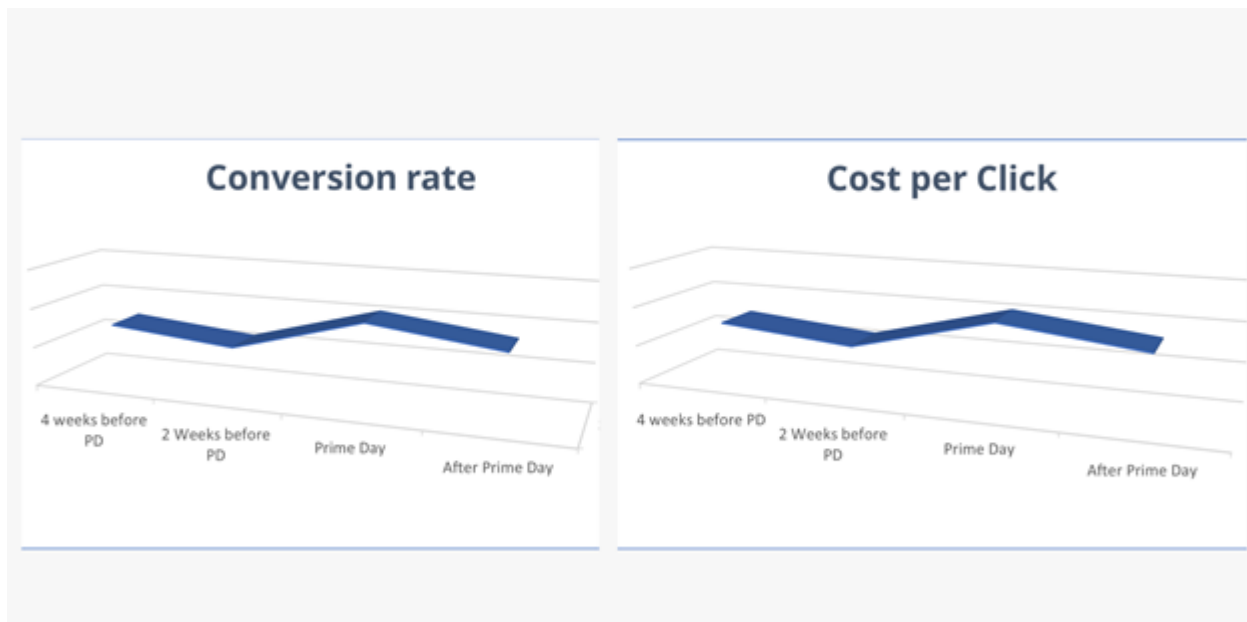 Conversion rate
4 weeks before
PD
2 Weeks before
PD
Prime Day
After Prime Day
Cost per Click
4 weeks before PD
2 Weeks before
PD
Prime Day
After Prime Day